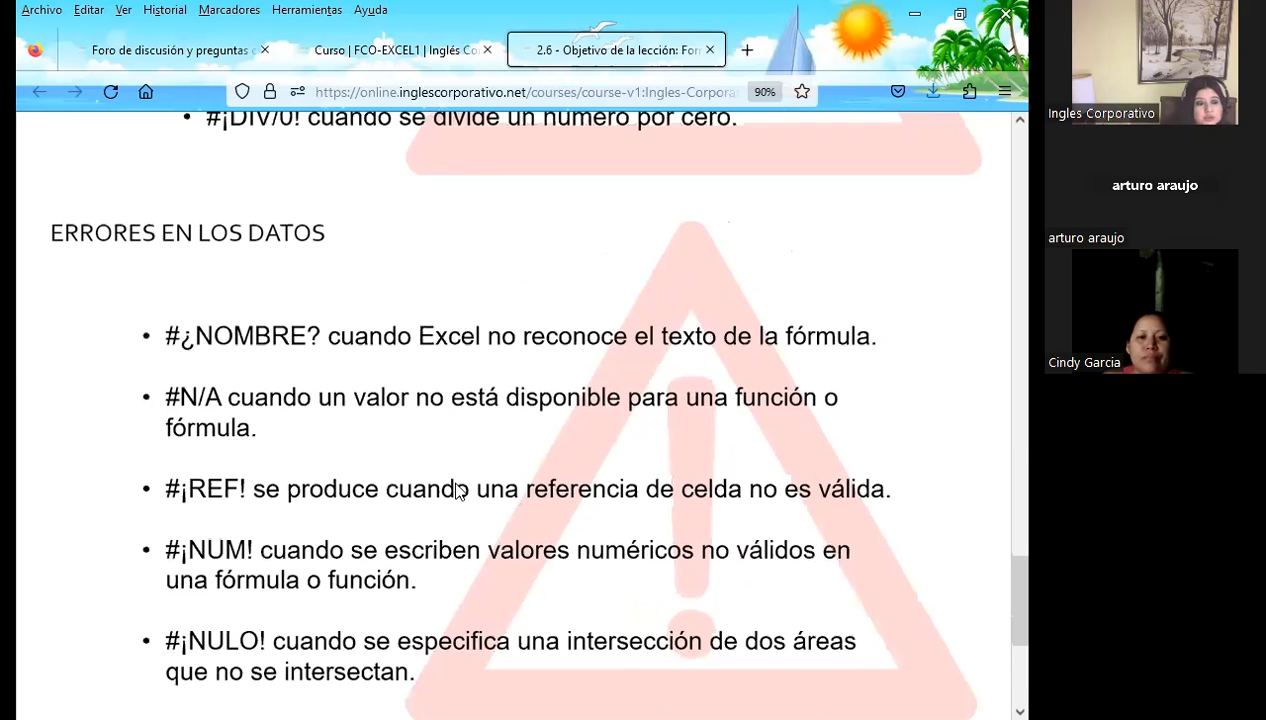 Archivo Editar Ver Historial Marcadores Herramientas Ayuda
Foro de discusión y preguntas
Curso | FCO-EXCEL1 | Inglés Co
2.6 - Objetivo de la lección: For
https://online.inglescorporativo.net/courses/course-v1:Ingles-Corpora
90%
#¡DIV/0! cuando se divide un número por cero.
ERRORES EN LOS DATOS
• #¿NOMBRE? cuando Excel no reconoce el texto de la fórmula.
• #N/A cuando un valor no está disponible para una función o
fórmula.
• #¡REF! se produce cuando una referencia de celda no es válida.
• #¡NUM! cuando se escriben valores numéricos no válidos en
una fórmula o función.
• #¡NULO! cuando se especifica una intersección de dos áreas
que no se intersectan.
Ingles Corporativo
arturo araujo
arturo araujo
Cindy Garcia